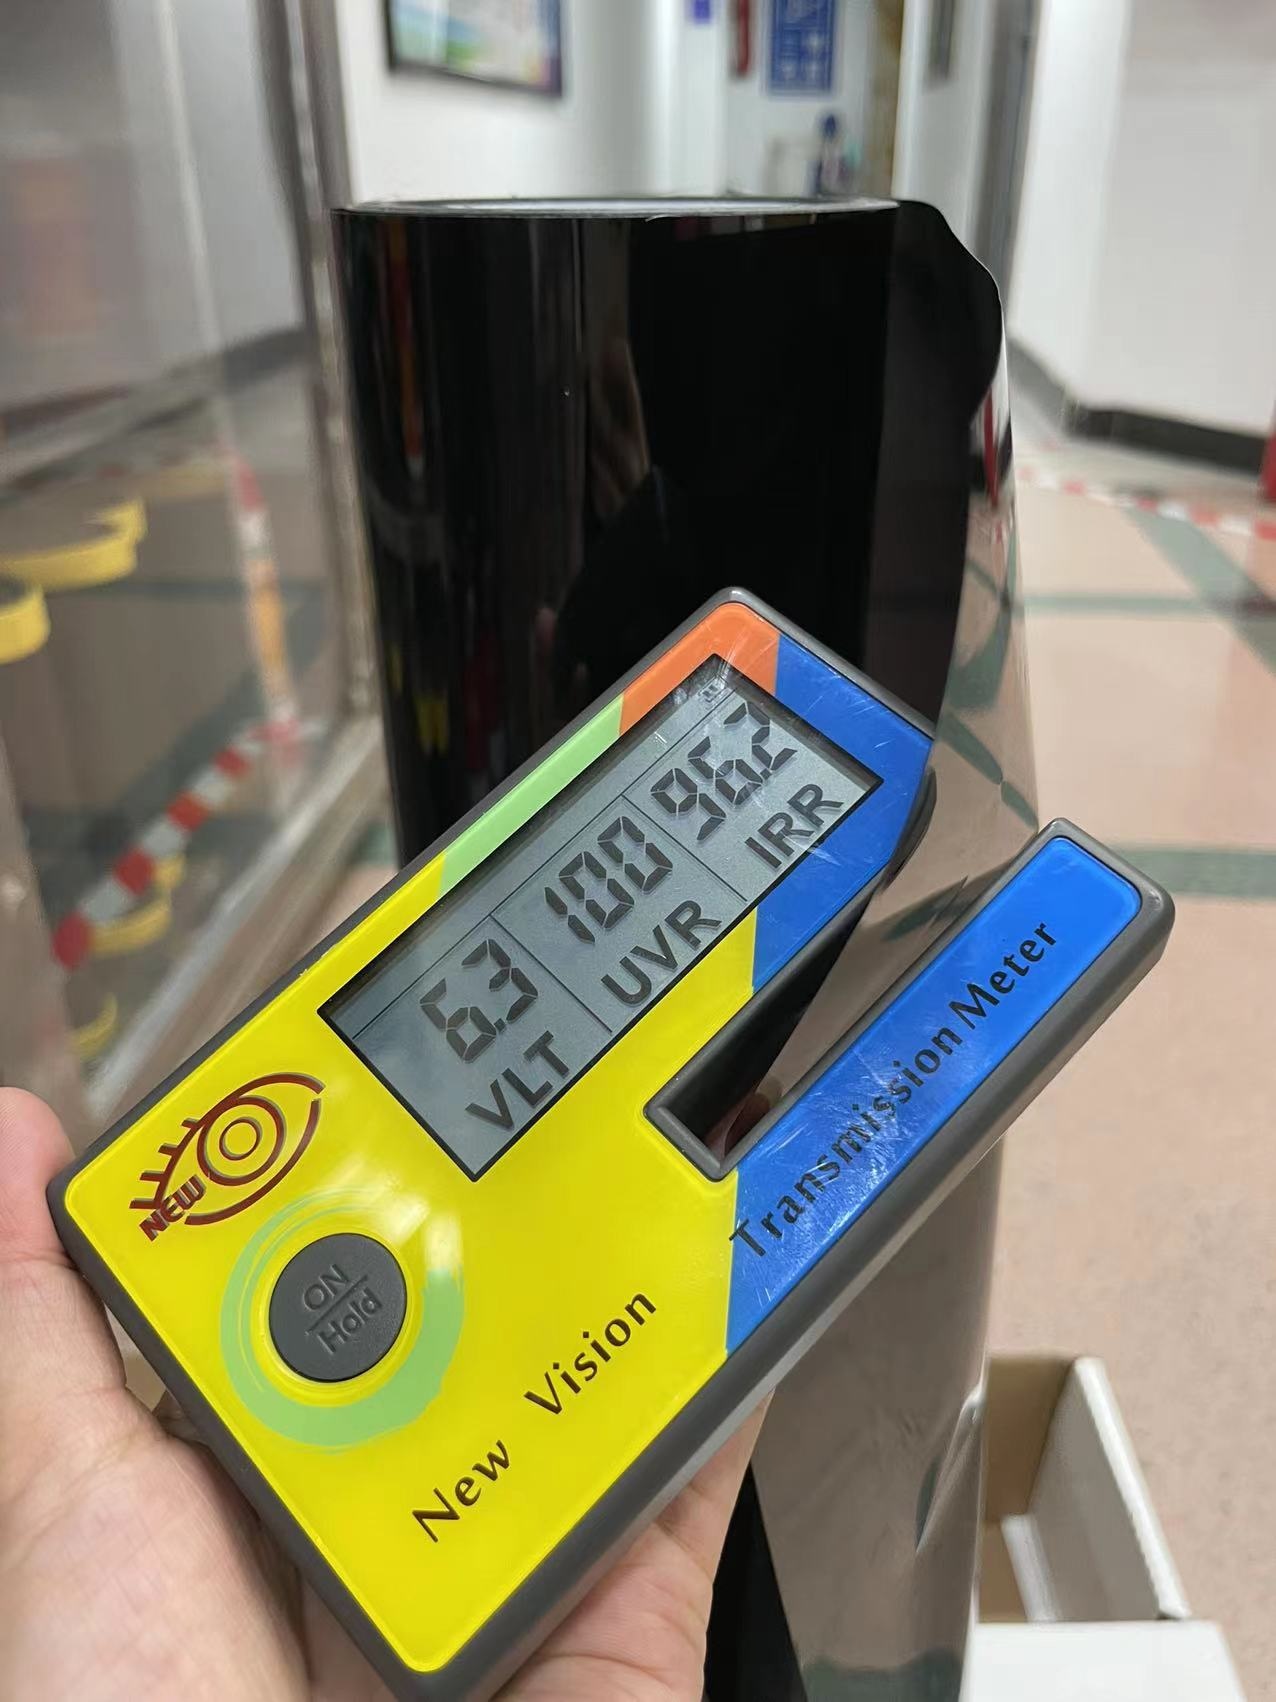 6.3 100 96.2
VLT UVR IRR
NEW
ON
Hold
New Vision
Transmission Meter